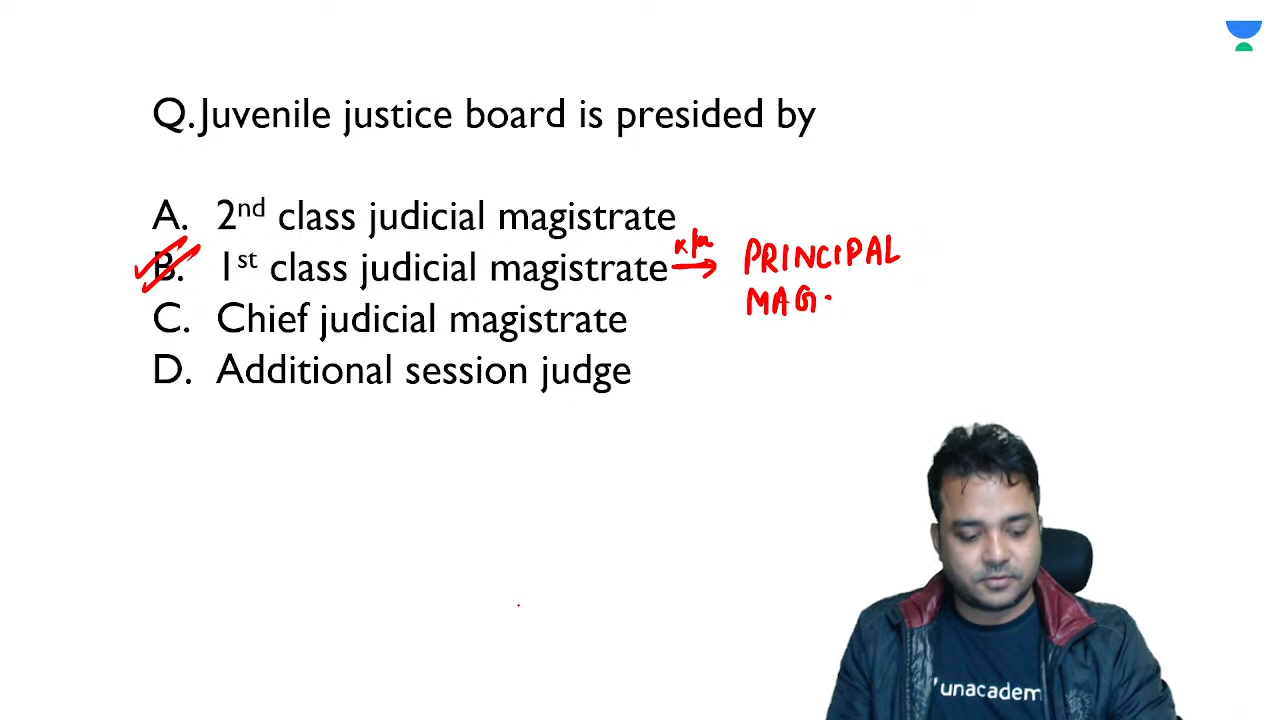 Q. Juvenile justice board is presided by
A. 2nd class judicial magistrate
B. 1st class judicial magistrate k/a → PRINCIPAL
MAG.
C. Chief judicial magistrate
D. Additional session judge
unacadem